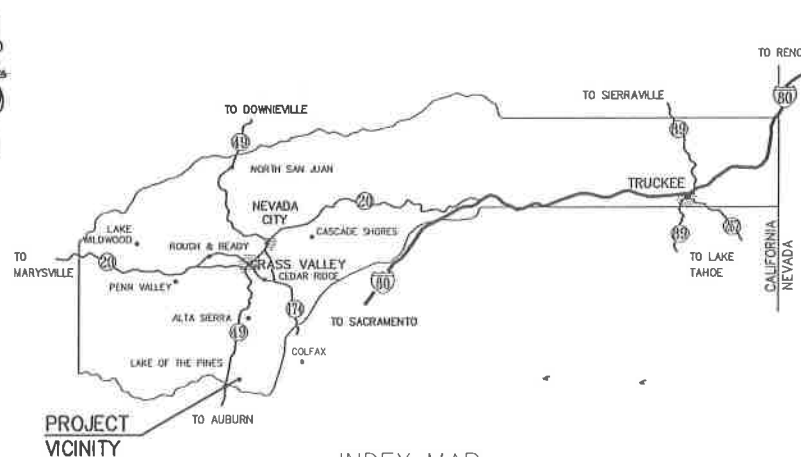 TO RENO
80
TO SIERRAVILLE
TO DOWNIEVILLE
89
49
NORTH SAN JUAN
TRUCKEE
NEVADA
CITY
20
LAKE
WILDWOOD
CASCADE SHORES
267
ROUGH & READY
89
TO
MARYSVILLE
20
GRASS VALLEY
CEDAR RIDGE
80
TO LAKE
TAHOE
CALIFORNIA
NEVADA
PENN VALLEY
174
ALTA SIERRA
49
TO SACRAMENTO
COLFAX
LAKE OF THE PINES
PROJECT
VICINITY
TO AUBURN
INDEX MAP